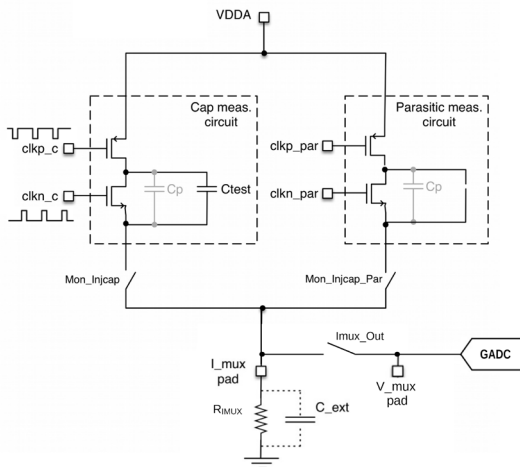 VDDA
Cap meas.
circuit
Parasitic meas.
circuit
clkp_c
clkp_par
clkn_c
Cp
Ctest
clkn_par
Cp
Mon_Injcap
Mon_Injcap_Par
Imux_Out
GADC
I_mux
pad
V_mux
pad
RIMUX
C_ext